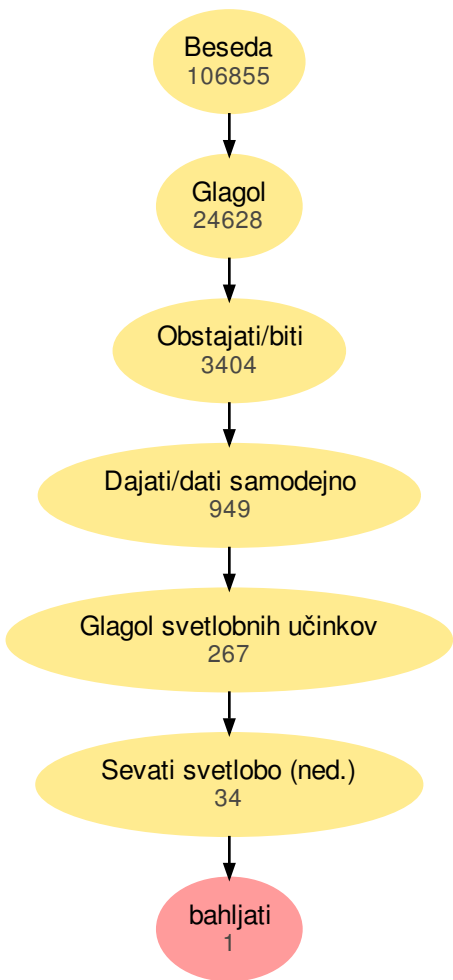 Beseda
106855
Glagol
24628
Obstajati/biti
3404
Dajati/dati samodejno
949
Glagol svetlobnih učinkov
267
Sevati svetlobo (ned.)
34
bahljati
1